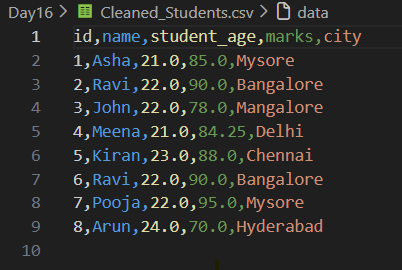 Day16 > Cleaned_Students.csv > data
1 id,name,student_age,marks,city
2 1,Asha,21.0,85.0,Mysore
3 2,Ravi,22.0,90.0,Bangalore
4 3,John,22.0,78.0,Mangalore
5 4,Meena,21.0,84.25,Delhi
6 5,Kiran,23.0,88.0,Chennai
7 6,Ravi,22.0,90.0,Bangalore
8 7,Pooja,22.0,95.0,Mysore
9 8,Arun,24.0,70.0,Hyderabad
10